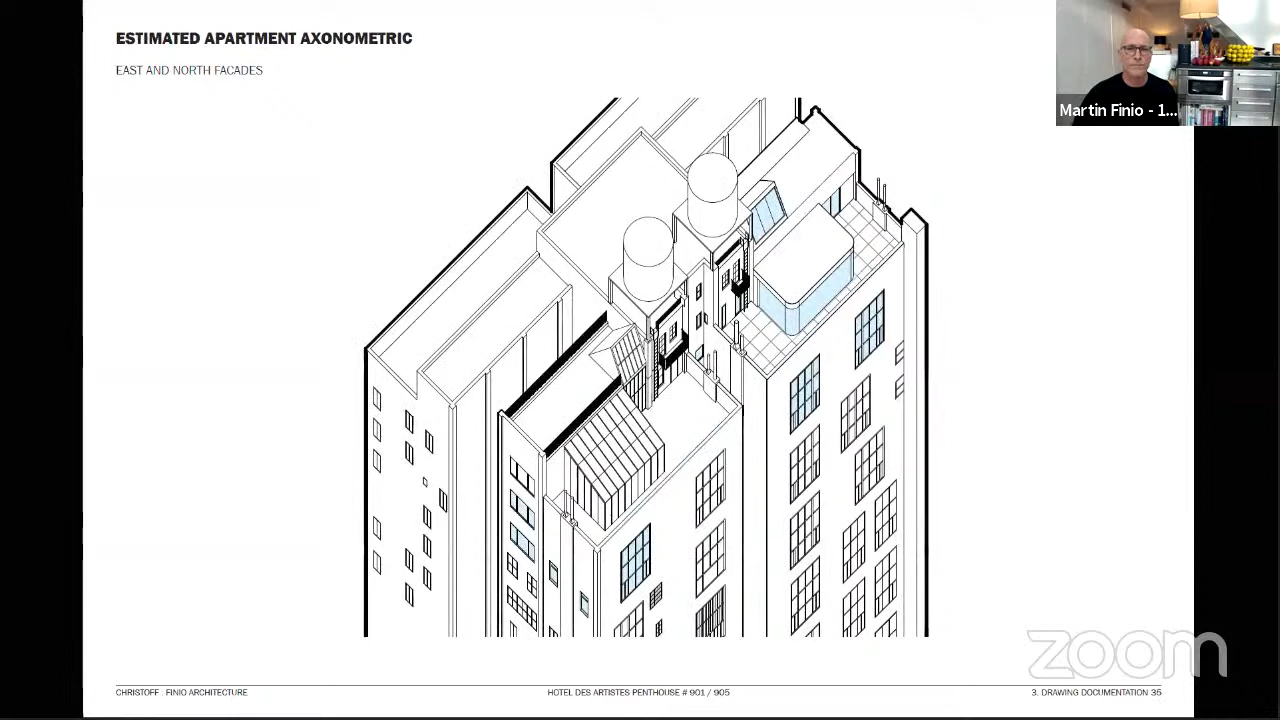 ESTIMATED APARTMENT AXONOMETRIC
EAST AND NORTH FACADES
Martin Finio - 1...
zoom
CHRISTOFF : FINIO ARCHITECTURE
HOTEL DES ARTISTES PENTHOUSE # 901 / 905
3. DRAWING DOCUMENTATION 35